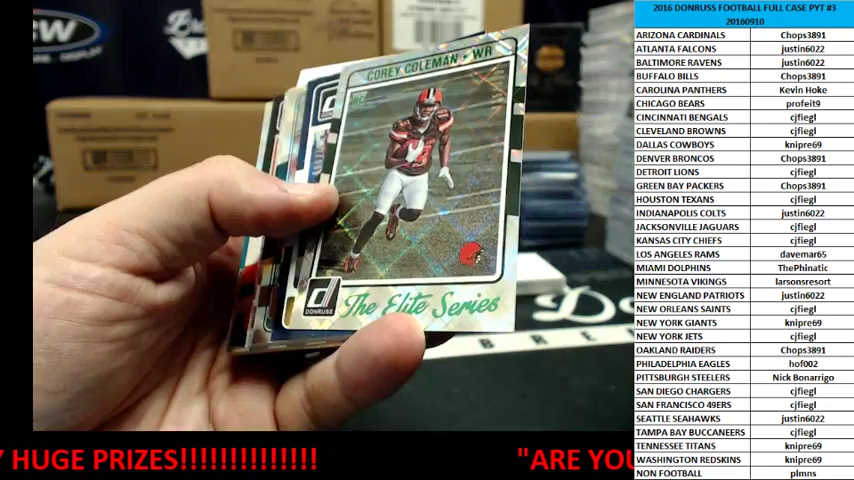 COREY COLEMAN • WR
RC
The Elite Series
DONRUSS
Y HUGE PRIZES!!!!!!!!!!!!!!!
"ARE YOU
2016 DONRUSS FOOTBALL FULL CASE PYT #3
20160910
ARIZONA CARDINALS Chops3891
ATLANTA FALCONS justin6022
BALTIMORE RAVENS justin6022
BUFFALO BILLS Chops3891
CAROLINA PANTHERS Kevin Hoke
CHICAGO BEARS profeit9
CINCINNATI BENGALS cjfiegl
CLEVELAND BROWNS cjfiegl
DALLAS COWBOYS knipre69
DENVER BRONCOS Chops3891
DETROIT LIONS cjfiegl
GREEN BAY PACKERS Chops3891
HOUSTON TEXANS cjfiegl
INDIANAPOLIS COLTS justin6022
JACKSONVILLE JAGUARS cjfiegl
KANSAS CITY CHIEFS cjfiegl
LOS ANGELES RAMS davemar65
MIAMI DOLPHINS ThePhinatic
MINNESOTA VIKINGS larsonsresort
NEW ENGLAND PATRIOTS justin6022
NEW ORLEANS SAINTS cjfiegl
NEW YORK GIANTS knipre69
NEW YORK JETS cjfiegl
OAKLAND RAIDERS Chops3891
PHILADELPHIA EAGLES hof002
PITTSBURGH STEELERS Nick Bonarrigo
SAN DIEGO CHARGERS cjfiegl
SAN FRANCISCO 49ERS cjfiegl
SEATTLE SEAHAWKS justin6022
TAMPA BAY BUCCANEERS cjfiegl
TENNESSEE TITANS knipre69
WASHINGTON REDSKINS knipre69
NON FOOTBALL plmns